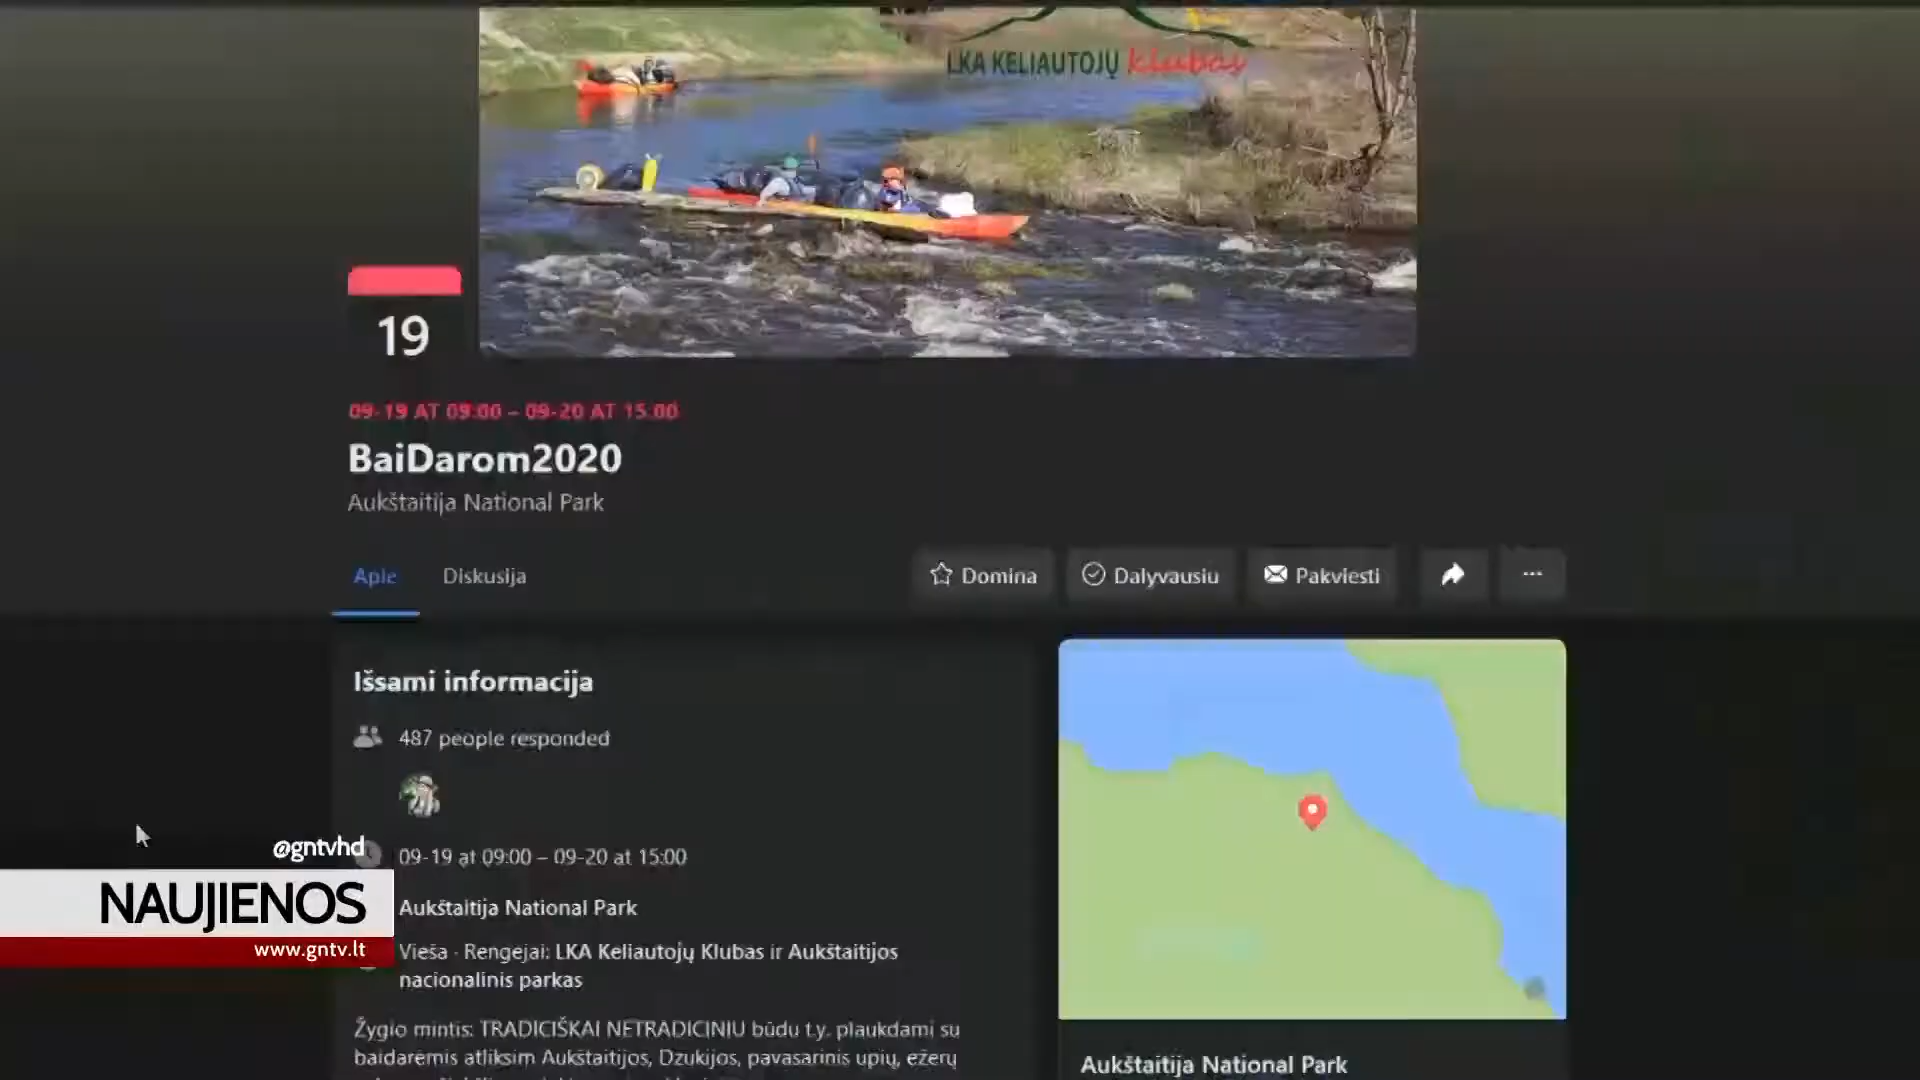 LKA KELIAUTOJŲ klubas
19
09-19 AT 09:00 – 09-20 AT 15:00
BaiDarom2020
Aukštaitija National Park
Apie
Diskusija
Domina
Dalyvausiu
Pakviesti
Išsami informacija
487 people responded
09-19 at 09:00 – 09-20 at 15:00
Aukštaitija National Park
Vieša · Rengėjai: LKA Keliautojų Klubas ir Aukštaitijos
nacionalinis parkas
Žygio mintis: TRADICIŠKAI NETRADICINIU būdu t.y. plaukdami su
baidarėmis atliksim Aukštaitijos, Dzūkijos, pavasarinis upių, ežerų
Aukštaitija National Park
@gntvhd
NAUJIENOS
www.gntv.lt